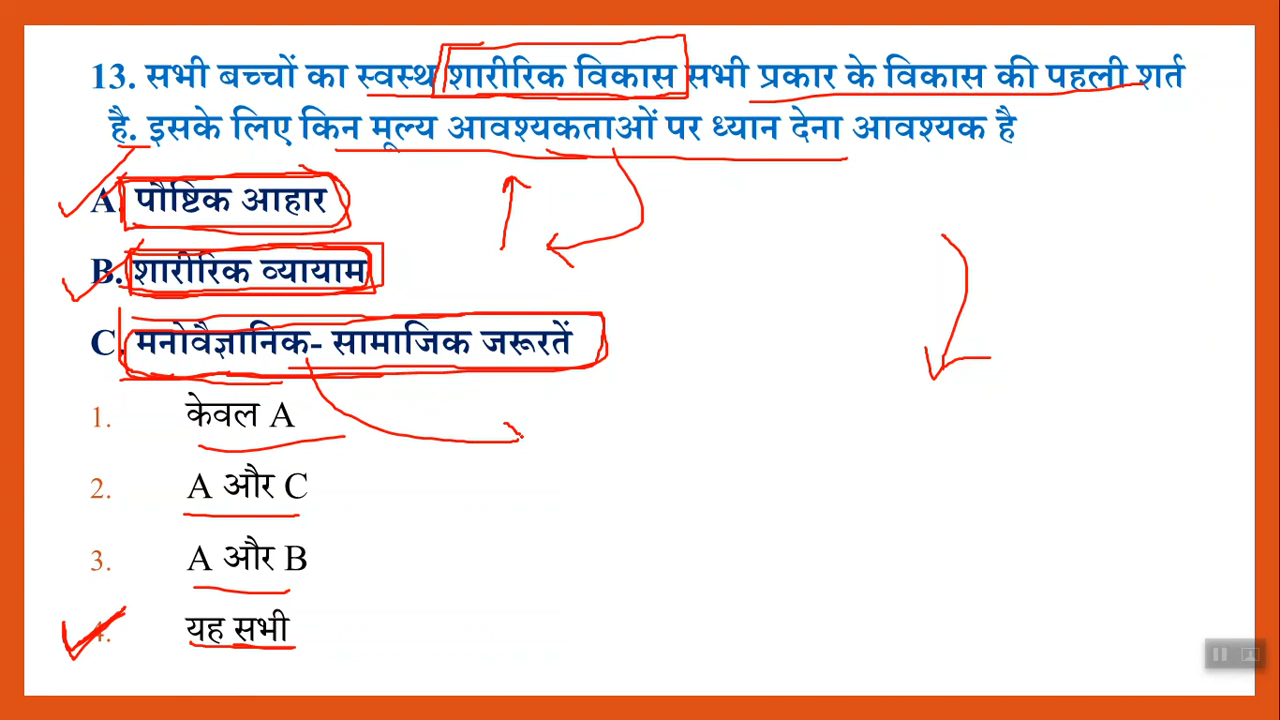 13. सभी बच्चों का स्वस्थ शारीरिक विकास सभी प्रकार के विकास की पहली शर्त
है. इसके लिए किन मूल्य आवश्यकताओं पर ध्यान देना आवश्यक है
A. पौष्टिक आहार
B. शारीरिक व्यायाम
C. मनोवैज्ञानिक- सामाजिक जरूरतें
1. केवल A
2. A और C
3. A और B
4. यह सभी